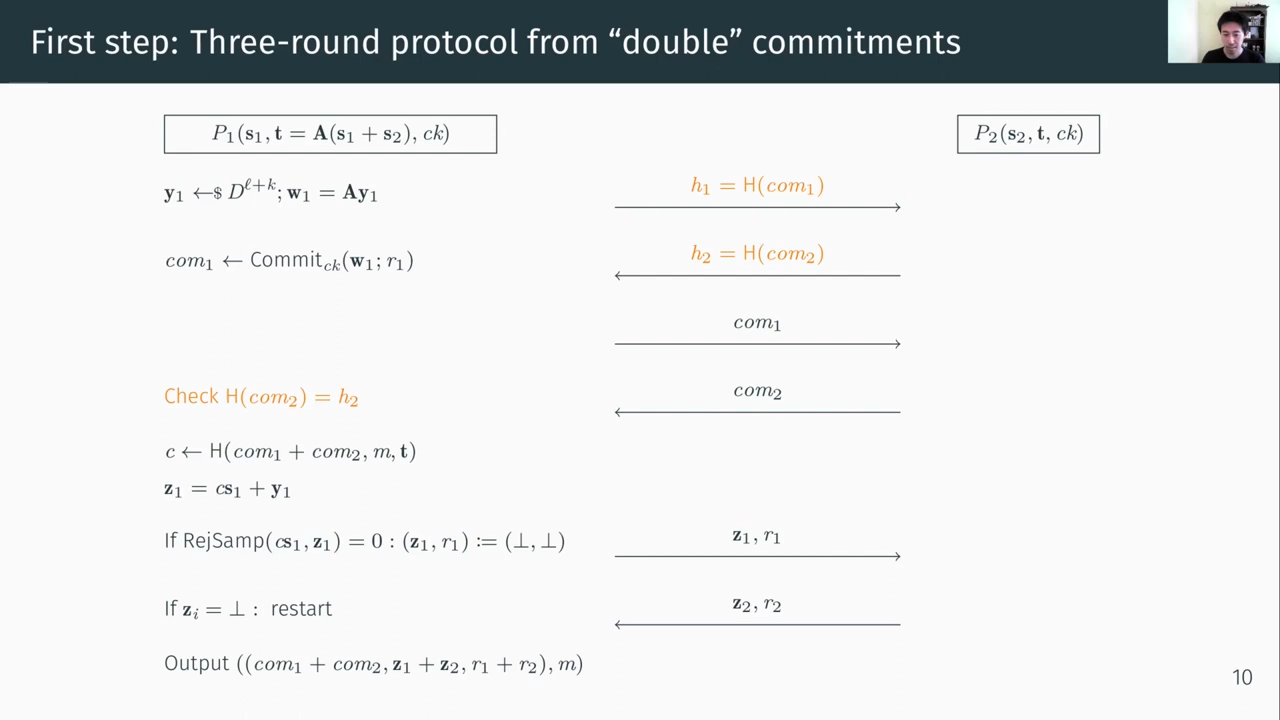 First step: Three-round protocol from “double” commitments
P₁(s₁, t = A(s₁ + s₂), ck)
P₂(s₂, t, ck)
y₁ ←$ D^{ℓ+k}; w₁ = Ay₁
h₁ = H(com₁)
com₁ ← Commit_{ck}(w₁; r₁)
h₂ = H(com₂)
com₁
Check H(com₂) = h₂
com₂
c ← H(com₁ + com₂, m, t)
z₁ = cs₁ + y₁
If RejSamp(cs₁, z₁) = 0 : (z₁, r₁) := (⊥, ⊥)
z₁, r₁
If zᵢ = ⊥ : restart
z₂, r₂
Output ((com₁ + com₂, z₁ + z₂, r₁ + r₂), m)
10